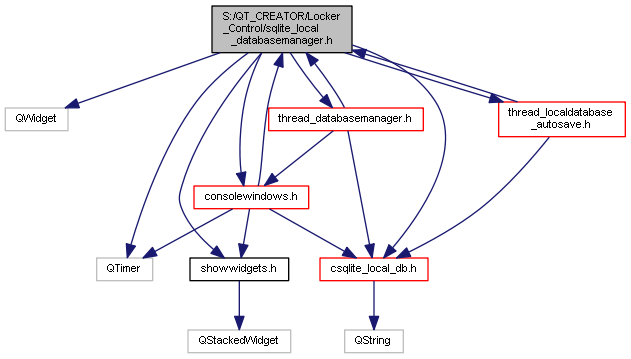 S:/QT_CREATOR/Locker
_Control/sqlite_local
_databasemanager.h
QWidget
thread_databasemanager.h
thread_localdatabase
_autosave.h
consolewindows.h
QTimer
showwidgets.h
csqlite_local_db.h
QStackedWidget
QString